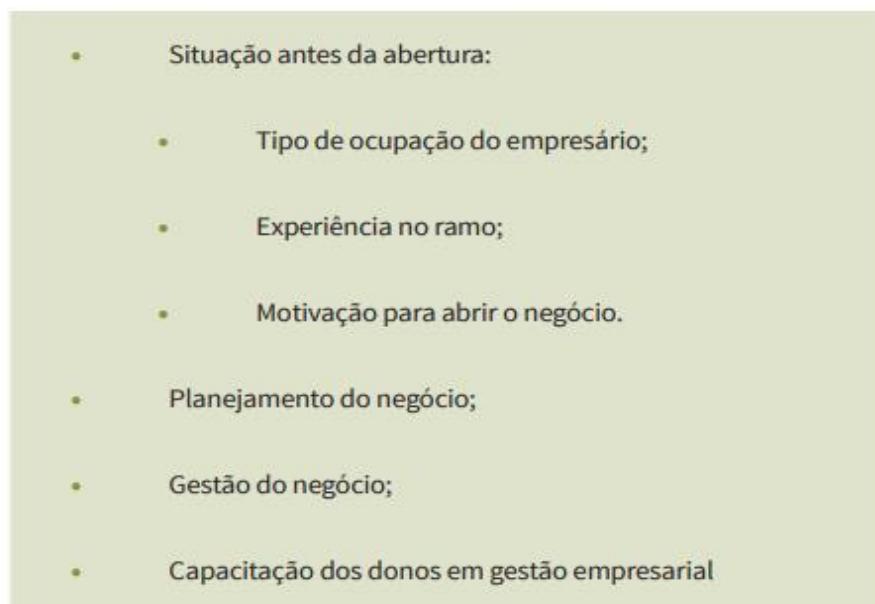 • Situação antes da abertura:
• Tipo de ocupação do empresário;
• Experiência no ramo;
• Motivação para abrir o negócio.
• Planejamento do negócio;
• Gestão do negócio;
• Capacitação dos donos em gestão empresarial